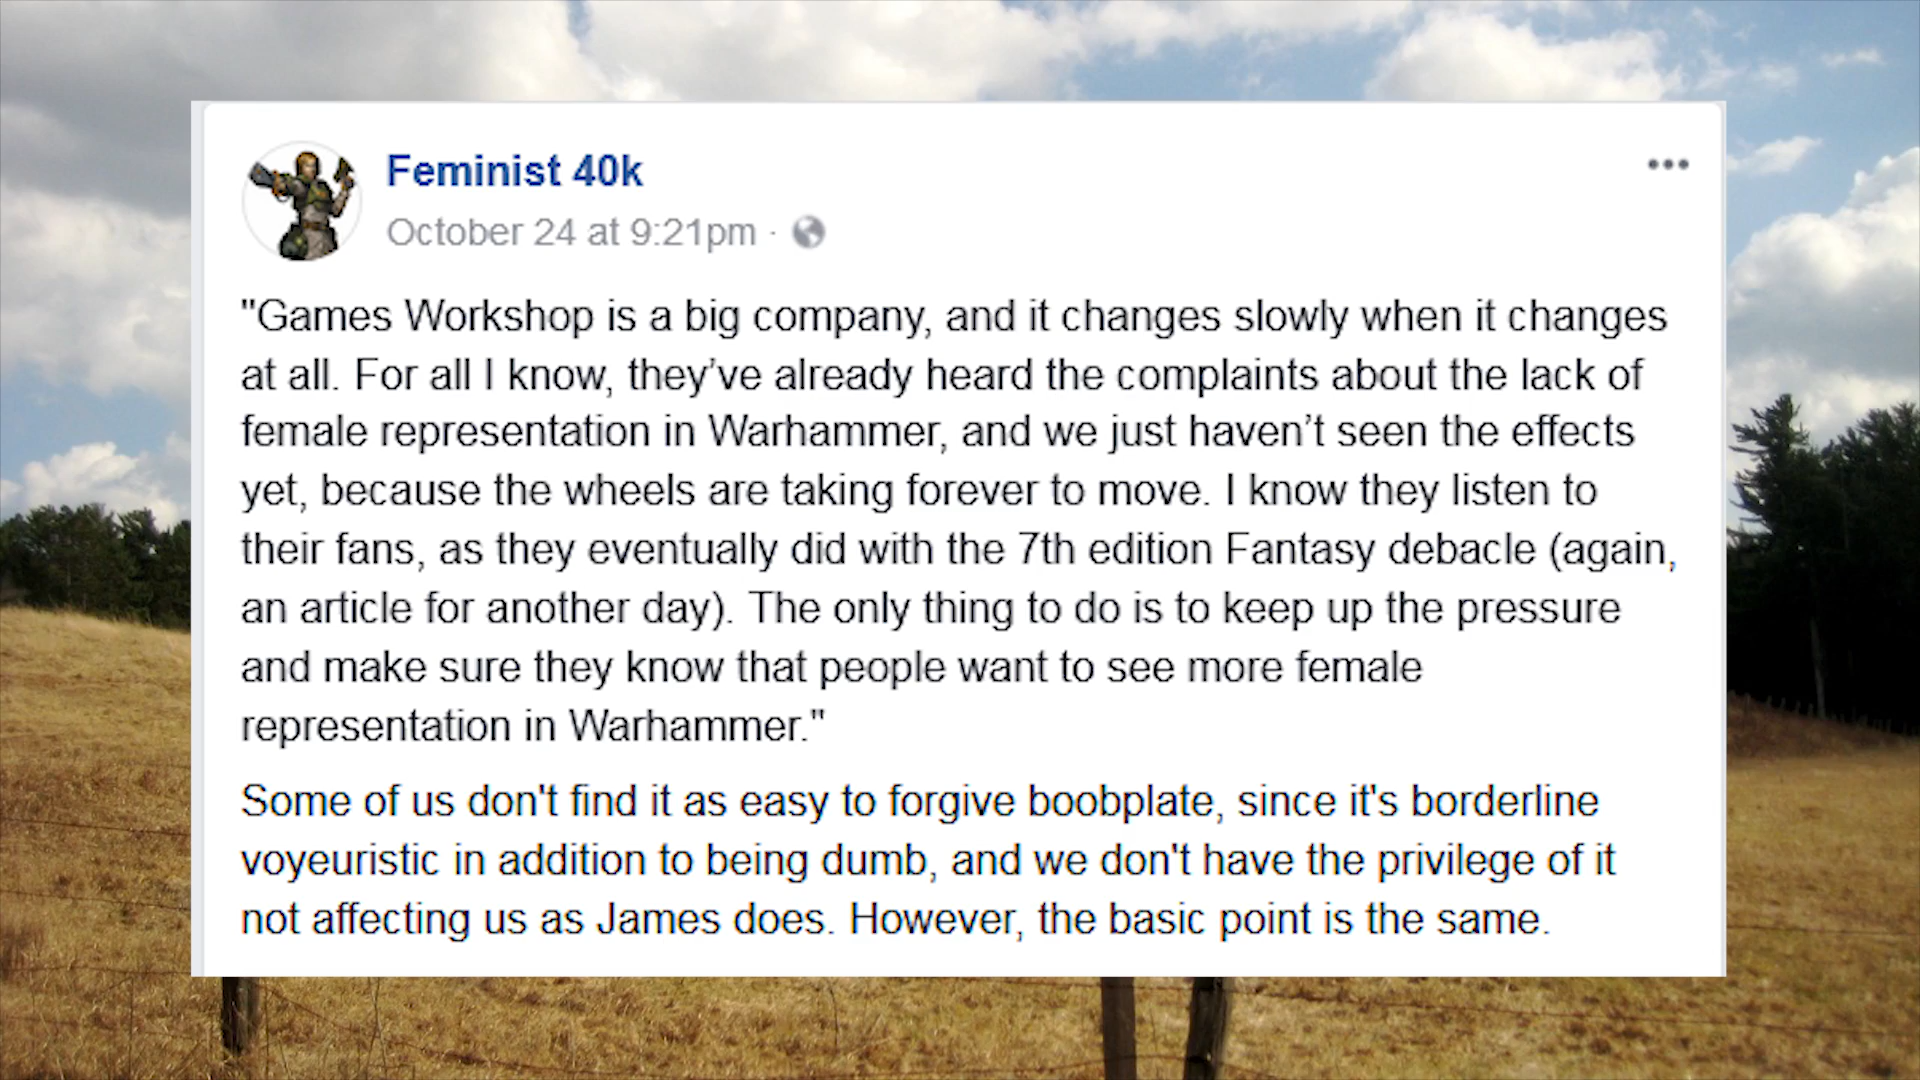 Feminist 40k
October 24 at 9:21pm ·
"Games Workshop is a big company, and it changes slowly when it changes
at all. For all I know, they’ve already heard the complaints about the lack of
female representation in Warhammer, and we just haven’t seen the effects
yet, because the wheels are taking forever to move. I know they listen to
their fans, as they eventually did with the 7th edition Fantasy debacle (again,
an article for another day). The only thing to do is to keep up the pressure
and make sure they know that people want to see more female
representation in Warhammer."
Some of us don't find it as easy to forgive boobplate, since it's borderline
voyeuristic in addition to being dumb, and we don't have the privilege of it
not affecting us as James does. However, the basic point is the same.